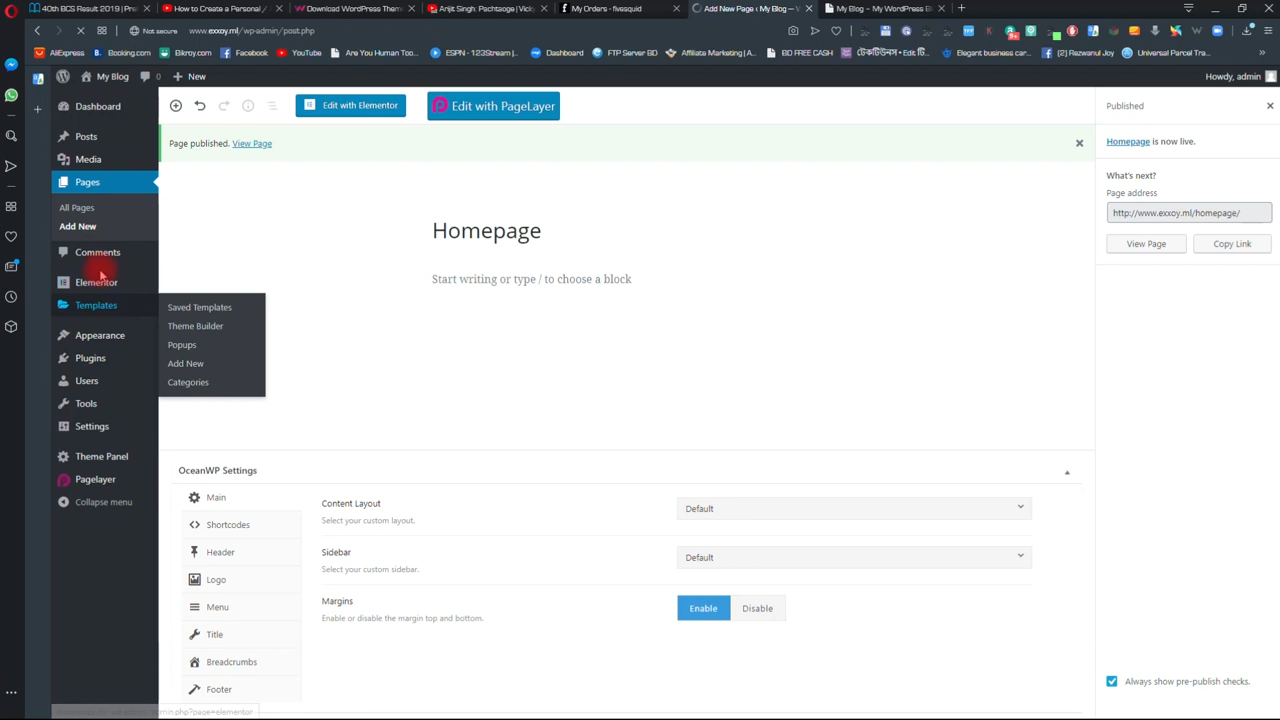 40th BCS Result 2019 | P
How to Create a Personal
Download WordPress Them
Arijit Singh: Pachtaoge | Vicky
My Orders - fivesquid
Add New Page ‹ My Blog —
My Blog – My WordPress B
Not secure
www.exxoy.ml/wp-admin/post.php
AliExpress
Booking.com
Bikroy.com
Facebook
YouTube
Are You Human Too...
ESPN - 123Stream |...
Dashboard
FTP Server BD
Affiliate Marketing | A...
BD FREE CASH
Elegant business car...
(3) Rezwanul Joy
Universal Parcel Tra...
My Blog
0
New
Howdy, admin
Dashboard
Posts
Media
Pages
All Pages
Add New
Comments
Elementor
Templates
Appearance
Plugins
Users
Tools
Settings
Theme Panel
Pagelayer
Collapse menu
Saved Templates
Theme Builder
Popups
Add New
Categories
Edit with Elementor
Edit with PageLayer
Page published. View Page
Homepage
Start writing or type / to choose a block
OceanWP Settings
Main
Shortcodes
Header
Logo
Menu
Title
Breadcrumbs
Footer
Content Layout
Select your custom layout.
Default
Sidebar
Select your custom sidebar.
Default
Margins
Enable or disable the margin top and bottom.
Enable
Disable
Published
Homepage is now live.
What's next?
Page address
http://www.exxoy.ml/homepage/
View Page
Copy Link
Always show pre-publish checks.